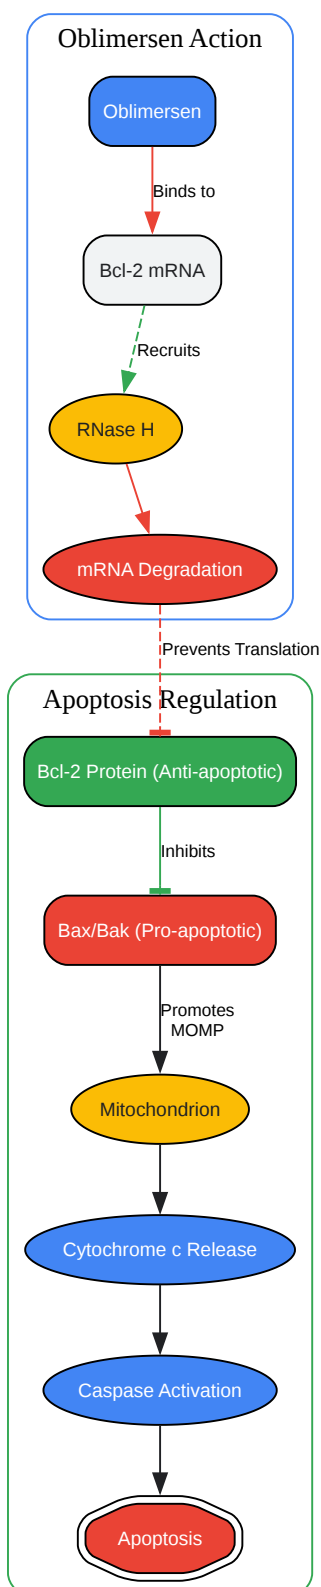 Oblimersen Action
Oblimersen
Binds to
Bcl-2 mRNA
Recruits
RNase H
mRNA Degradation
Prevents Translation
Apoptosis Regulation
Bcl-2 Protein (Anti-apoptotic)
Inhibits
Bax/Bak (Pro-apoptotic)
Promotes
MOMP
Mitochondrion
Cytochrome c Release
Caspase Activation
Apoptosis